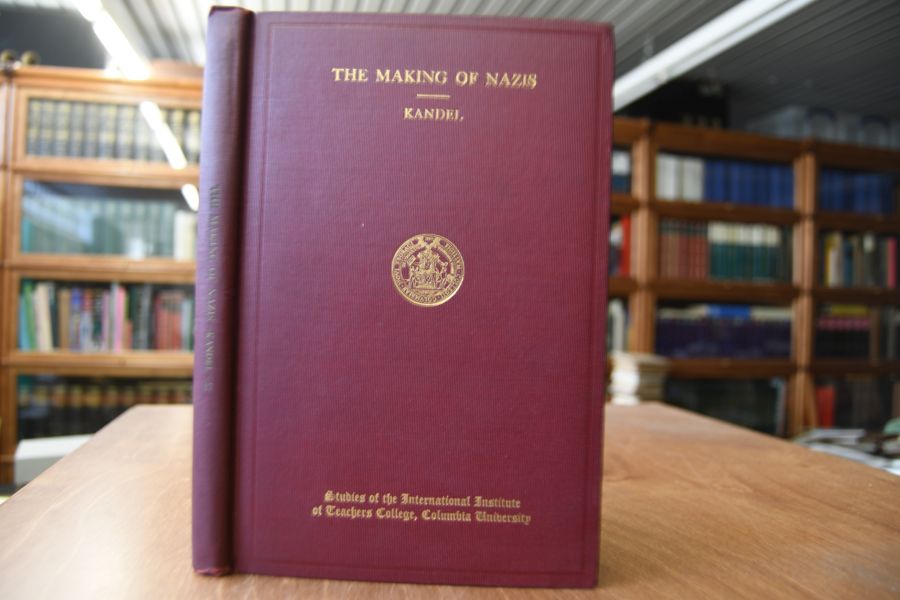 THE MAKING OF NAZIS
KANDEL
Studies of the International Institute
of Teachers College, Columbia University
THE MAKING OF NAZIS KANDEL